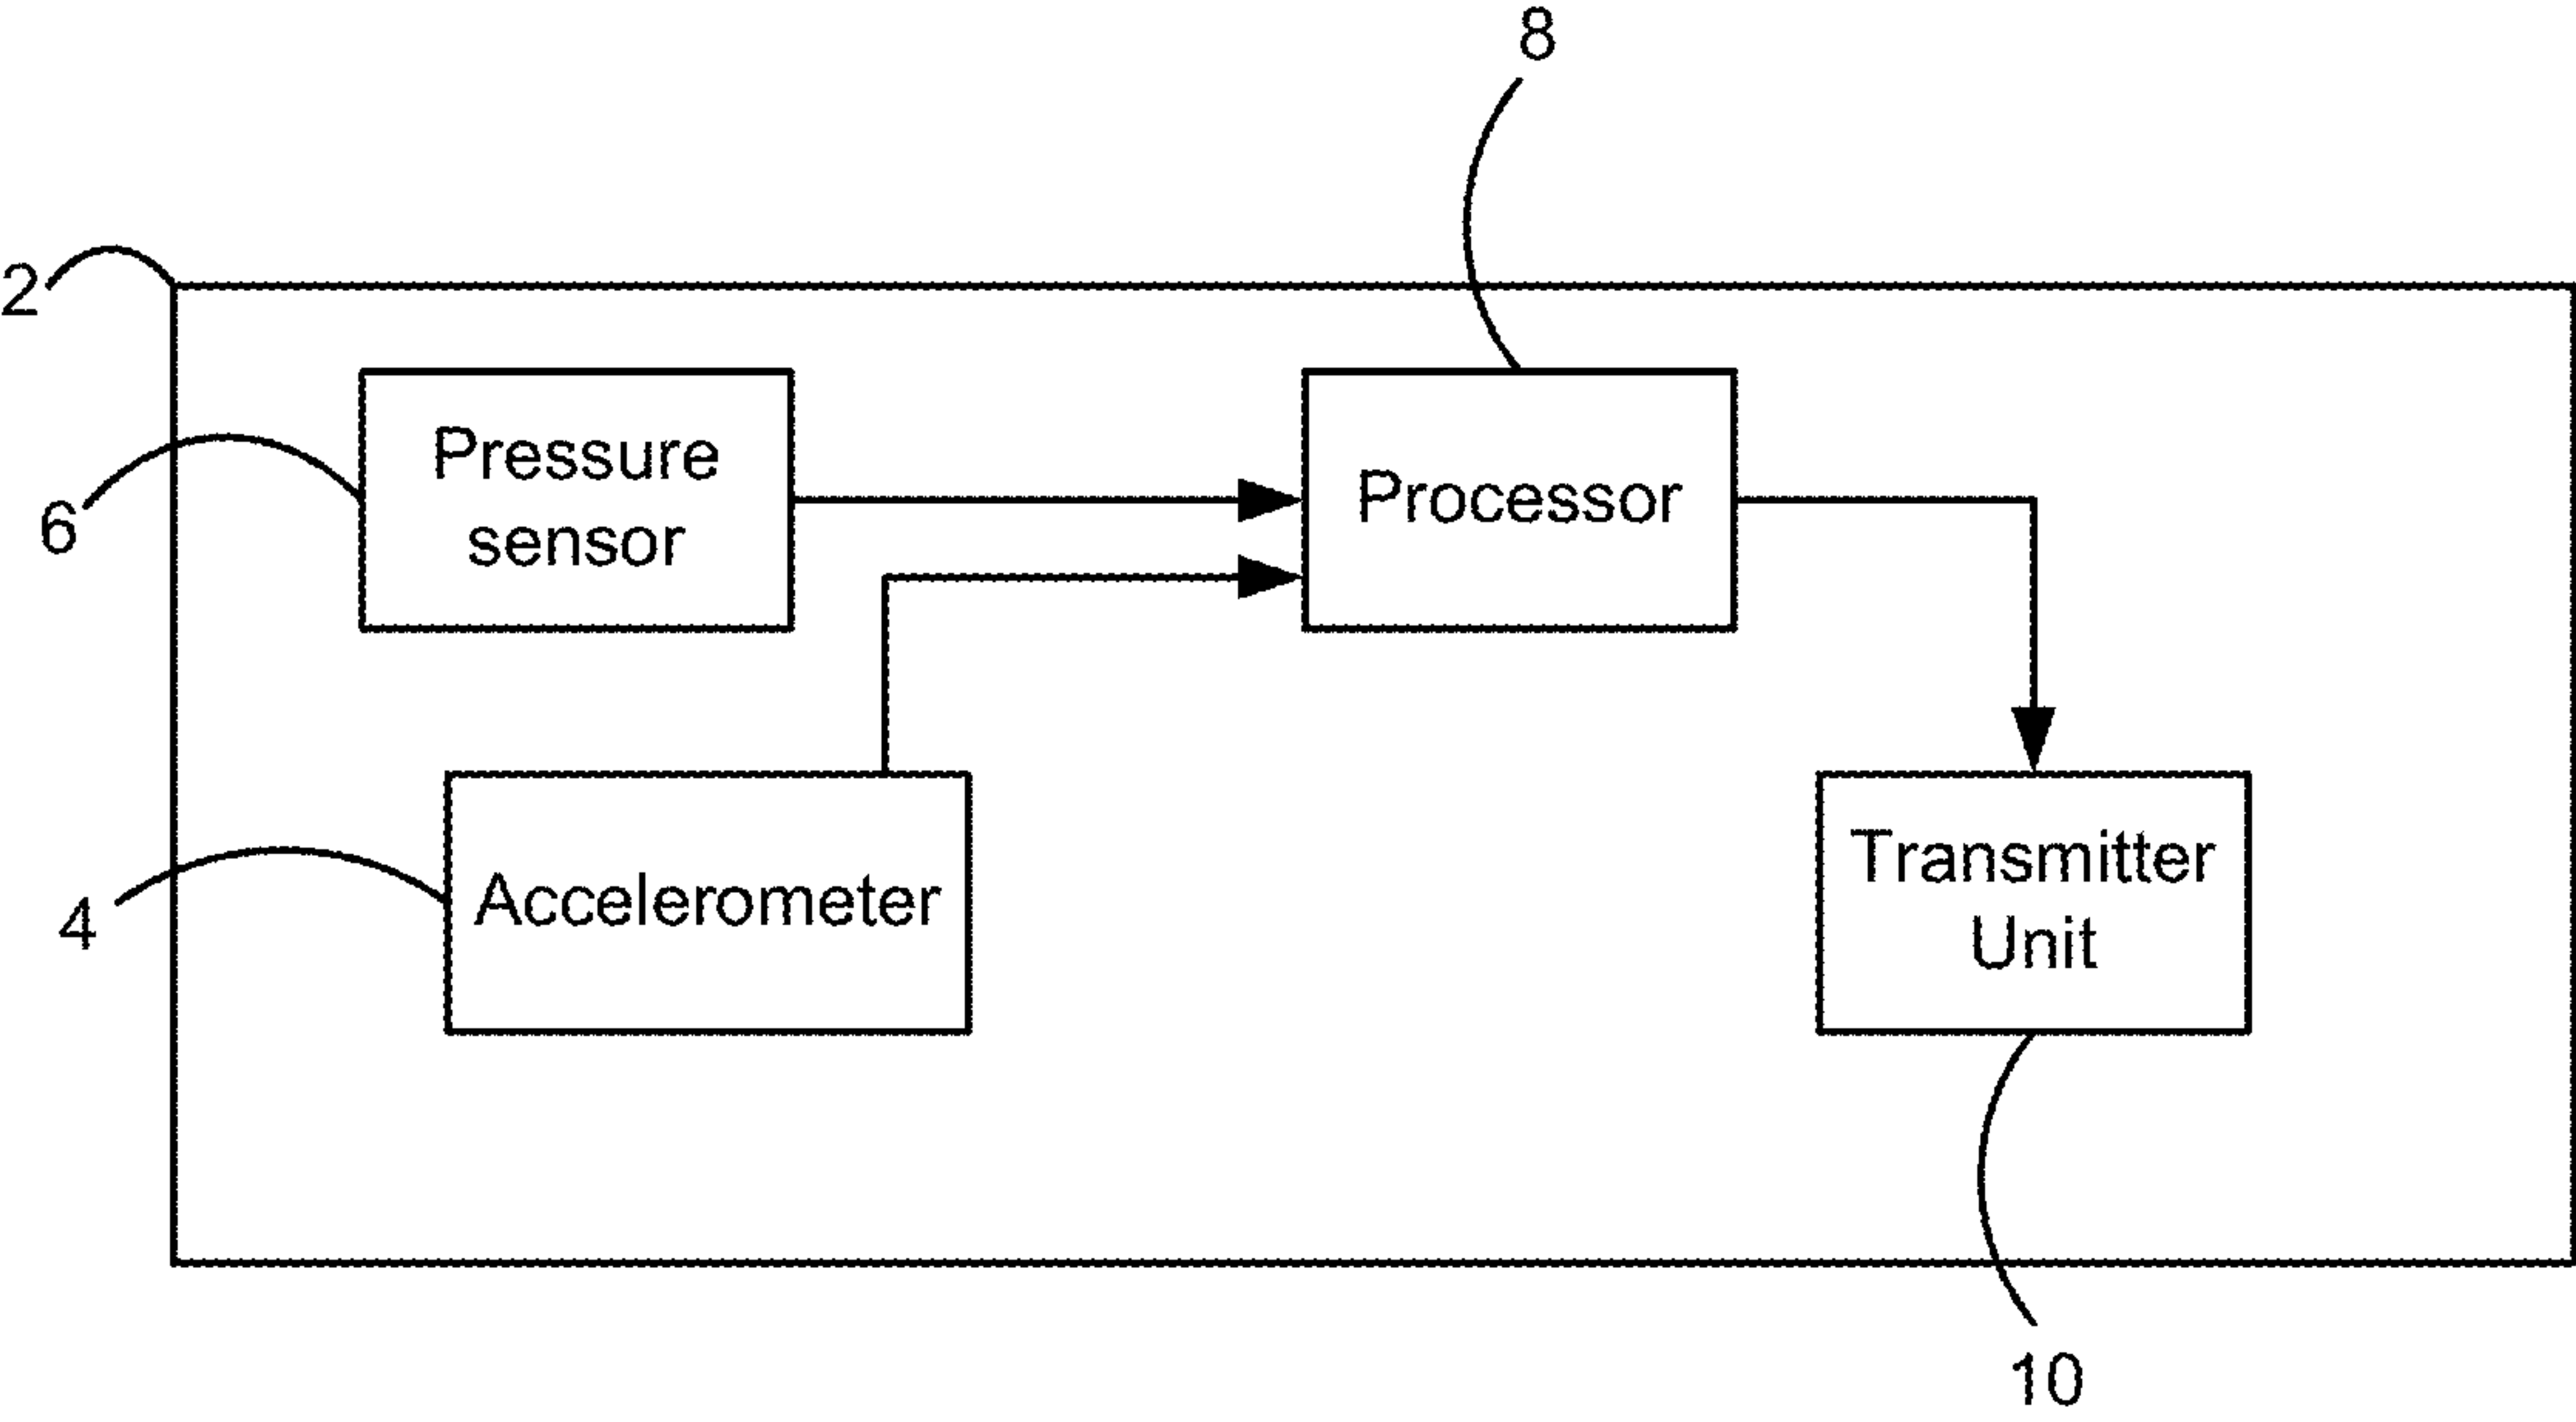 8
2
Pressure
sensor
Processor
6
Accelerometer
4
Transmitter
Unit
10